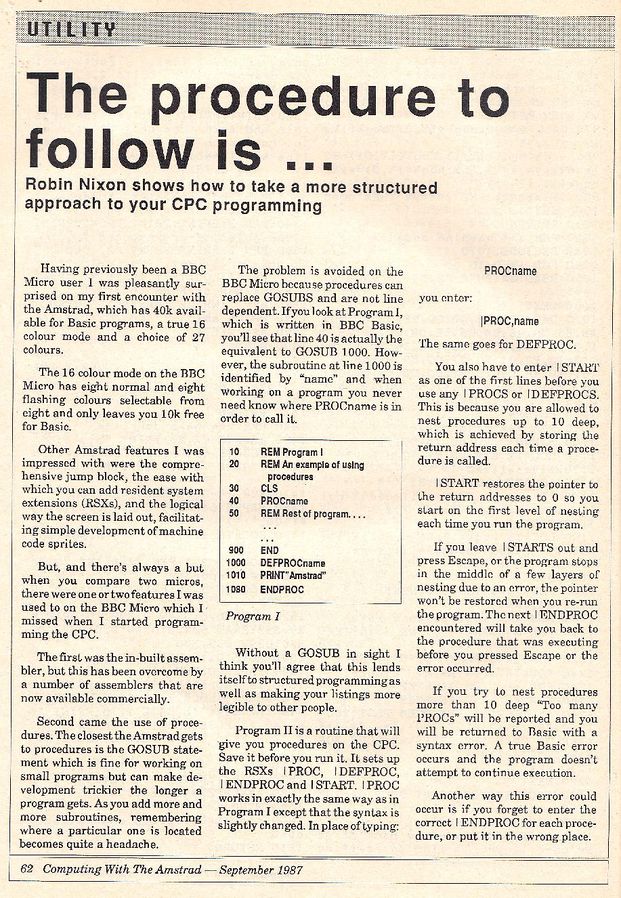 UTILITY
The procedure to
follow is ...
Robin Nixon shows how to take a more structured
approach to your CPC programming
Having previously been a BBC
Micro user I was pleasantly sur-
prised on my first encounter with
the Amstrad, which has 40k avail-
able for Basic programs, a true 16
colour mode and a choice of 27
colours.
The 16 colour mode on the BBC
Micro has eight normal and eight
flashing colours selectable from
eight and only leaves you 10k free
for Basic.
Other Amstrad features I was
impressed with were the compre-
hensive jump block, the ease with
which you can add resident system
extensions (RSXs), and the logical
way the screen is laid out, facilitat-
ing simple development of machine
code sprites.
But, and there's always a but
when you compare two micros,
there were one or two features I was
used to on the BBC Micro which I
missed when I started program-
ming the CPC.
The first was the in-built assem-
bler, but this has been overcome by
a number of assemblers that are
now available commercially.
Second came the use of proce-
dures. The closest the Amstrad gets
to procedures is the GOSUB state-
ment which is fine for working on
small programs but can make de-
velopment trickier the longer a
program gets. As you add more and
more subroutines, remembering
where a particular one is located
becomes quite a headache.
The problem is avoided on the
BBC Micro because procedures can
replace GOSUBS and are not line
dependent. If you look at Program I,
which is written in BBC Basic,
you'll see that line 40 is actually the
equivalent to GOSUB 1000. How-
ever, the subroutine at line 1000 is
identified by "name" and when
working on a program you never
need know where PROCname is in
order to call it.
10 REM Program I
20 REM An example of using
procedures
30 CLS
40 PROCname
50 REM Rest of program....
...
...
900 END
1000 DEFPROCname
1010 PRINT"Amstrad"
1080 ENDPROC
Program I
Without a GOSUB in sight I
think you'll agree that this lends
itself to structured programming as
well as making your listings more
legible to other people.
Program II is a routine that will
give you procedures on the CPC.
Save it before you run it. It sets up
the RSXs |PROC, |DEFPROC,
|ENDPROC and |START. |PROC
works in exactly the same way as in
Program I except that the syntax is
slightly changed. In place of typing:
PROCname
you enter:
|PROC,name
The same goes for DEFPROC.
You also have to enter |START
as one of the first lines before you
use any |PROCS or |DEFPROCS.
This is because you are allowed to
nest procedures up to 10 deep,
which is achieved by storing the
return address each time a proce-
dure is called.
|START restores the pointer to
the return addresses to 0 so you
start on the first level of nesting
each time you run the program.
If you leave |STARTS out and
press Escape, or the program stops
in the middle of a few layers of
nesting due to an error, the pointer
won't be restored when you re-run
the program. The next |ENDPROC
encountered will take you back to
the procedure that was executing
before you pressed Escape or the
error occurred.
If you try to nest procedures
more than 10 deep "Too many
PROCs" will be reported and you
will be returned to Basic with a
syntax error. A true Basic error
occurs and the program doesn't
attempt to continue execution.
Another way this error could
occur is if you forget to enter the
correct |ENDPROC for each proce-
dure, or put it in the wrong place.
62 Computing With The Amstrad — September 1987